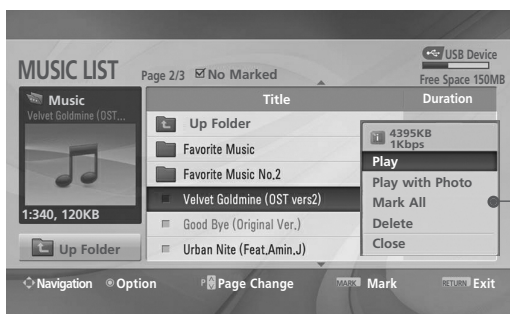 USB Device
MUSIC LIST
Page 2/3 No Marked
Free Space 150MB
Music
Velvet Goldmine (OST...
1:340, 120KB
Up Folder
Title
Duration
Up Folder
Favorite Music
Favorite Music No.2
Velvet Goldmine (OST vers2)
Good Bye (Original Ver.)
Urban Nite (Feat.Amin.J)
4395KB
1Kbps
Play
Play with Photo
Mark All
Delete
Close
Navigation Option P Page Change MARK Mark RETURN Exit